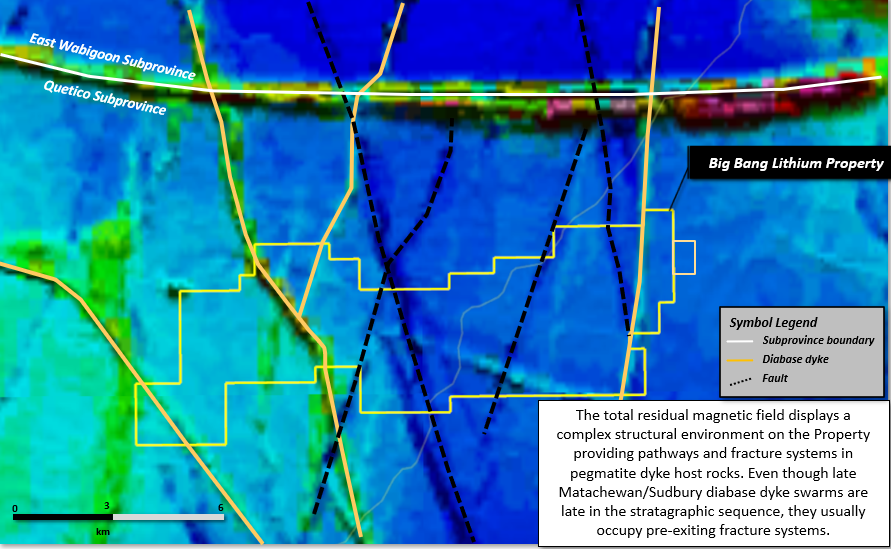 East Wabigoon Subprovince
Quetico Subprovince
Big Bang Lithium Property
Symbol Legend
Subprovince boundary
Diabase dyke
Fault
The total residual magnetic field displays a
complex structural environment on the Property
providing pathways and fracture systems in
pegmatite dyke host rocks. Even though late
Matachewan/Sudbury diabase dyke swarms are
late in the stratagraphic sequence, they usually
occupy pre-exiting fracture systems.
0 3 6
km